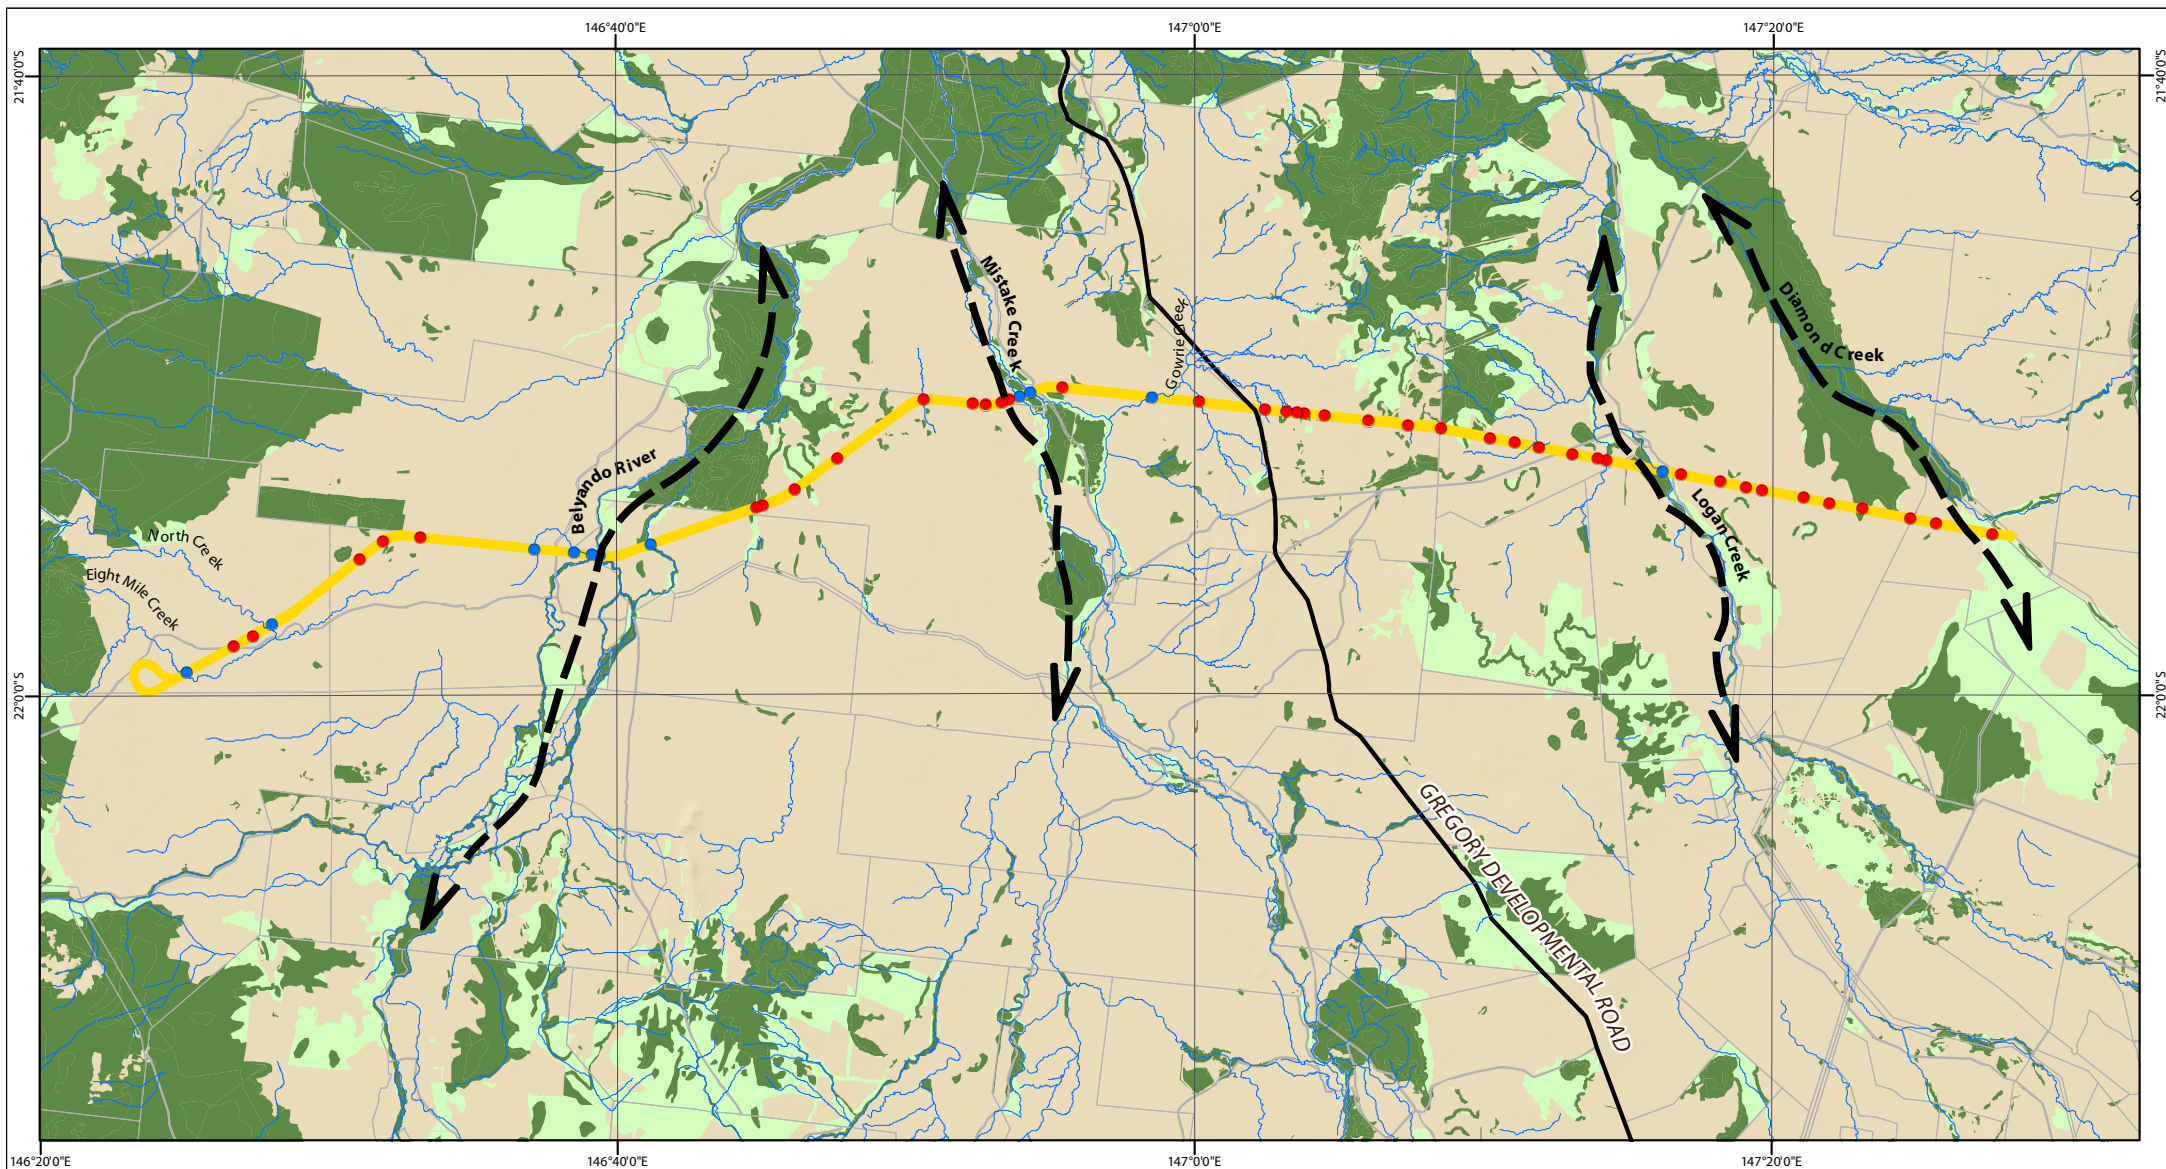 146°40'0"E
147°0'0"E
147°20'0"E
21°40'0"S
21°40'0"S
Mistake Creek
Gowrie Creek
Diamond Creek
Belyando River
North Creek
Eight Mile Creek
Logan Creek
22°0'0"S
22°0'0"S
GREGORY DEVELOPMENTAL ROAD
146°20'0"E
146°40'0"E
147°0'0"E
147°20'0"E